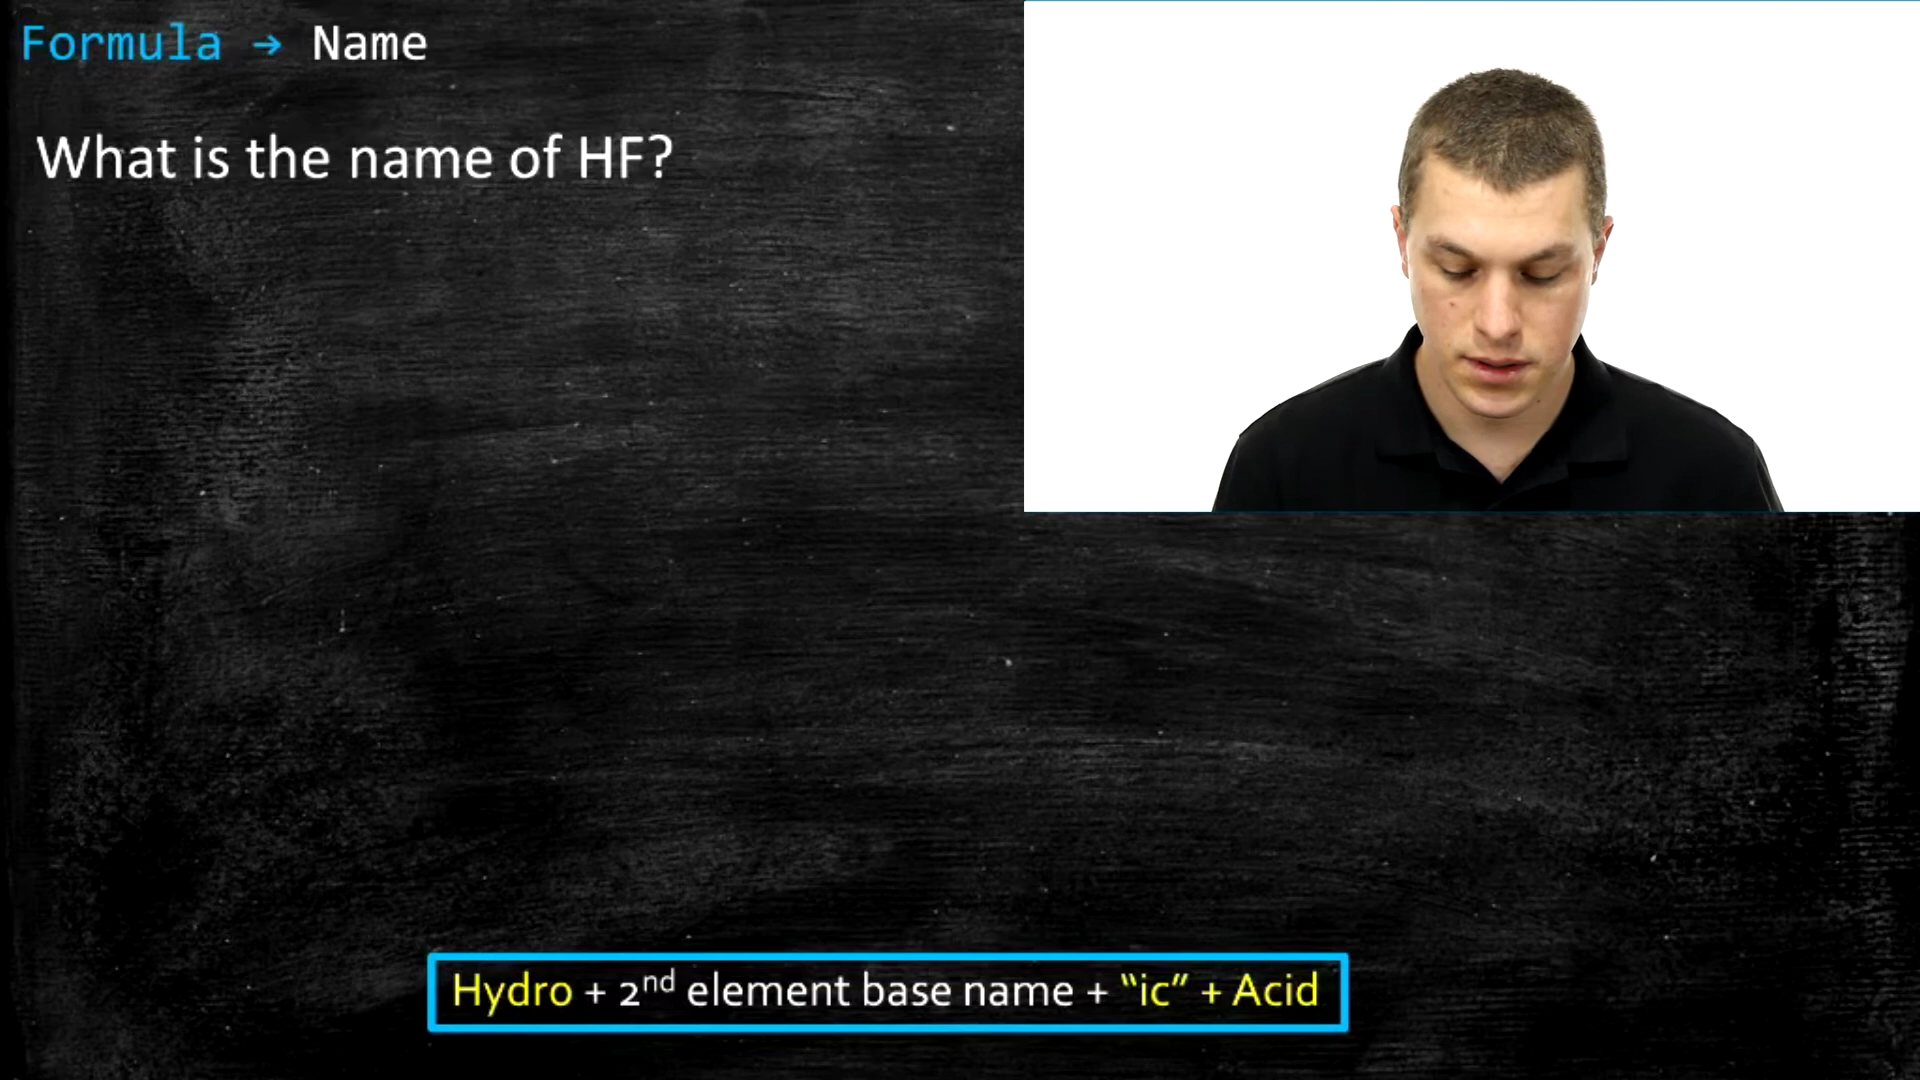 Formula → Name
What is the name of HF?
Hydro + 2nd element base name + “ic” + Acid